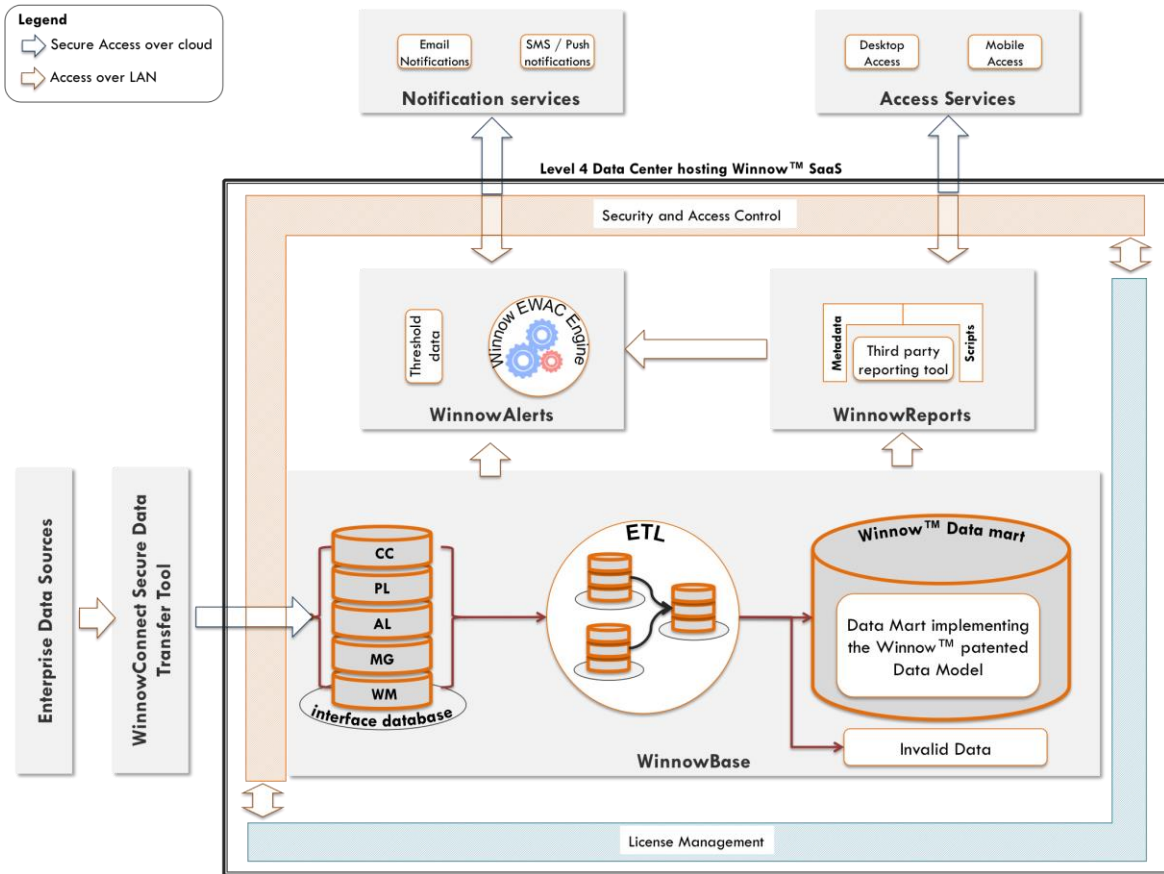 Legend
Secure Access over cloud
Access over LAN
Email
Notifications
SMS / Push
notifications
Notification services
Desktop
Access
Mobile
Access
Access Services
Level 4 Data Center hosting Winnow™ SaaS
Security and Access Control
Threshold
data
Winnow EWAC Engine
WinnowAlerts
Metadata
Third party
reporting tool
Scripts
WinnowReports
Enterprise Data Sources
WinnowConnect Secure Data
Transfer Tool
CC
PL
AL
MG
WM
interface database
ETL
Winnow™ Data mart
Data Mart implementing
the Winnow™ patented
Data Model
Invalid Data
WinnowBase
License Management